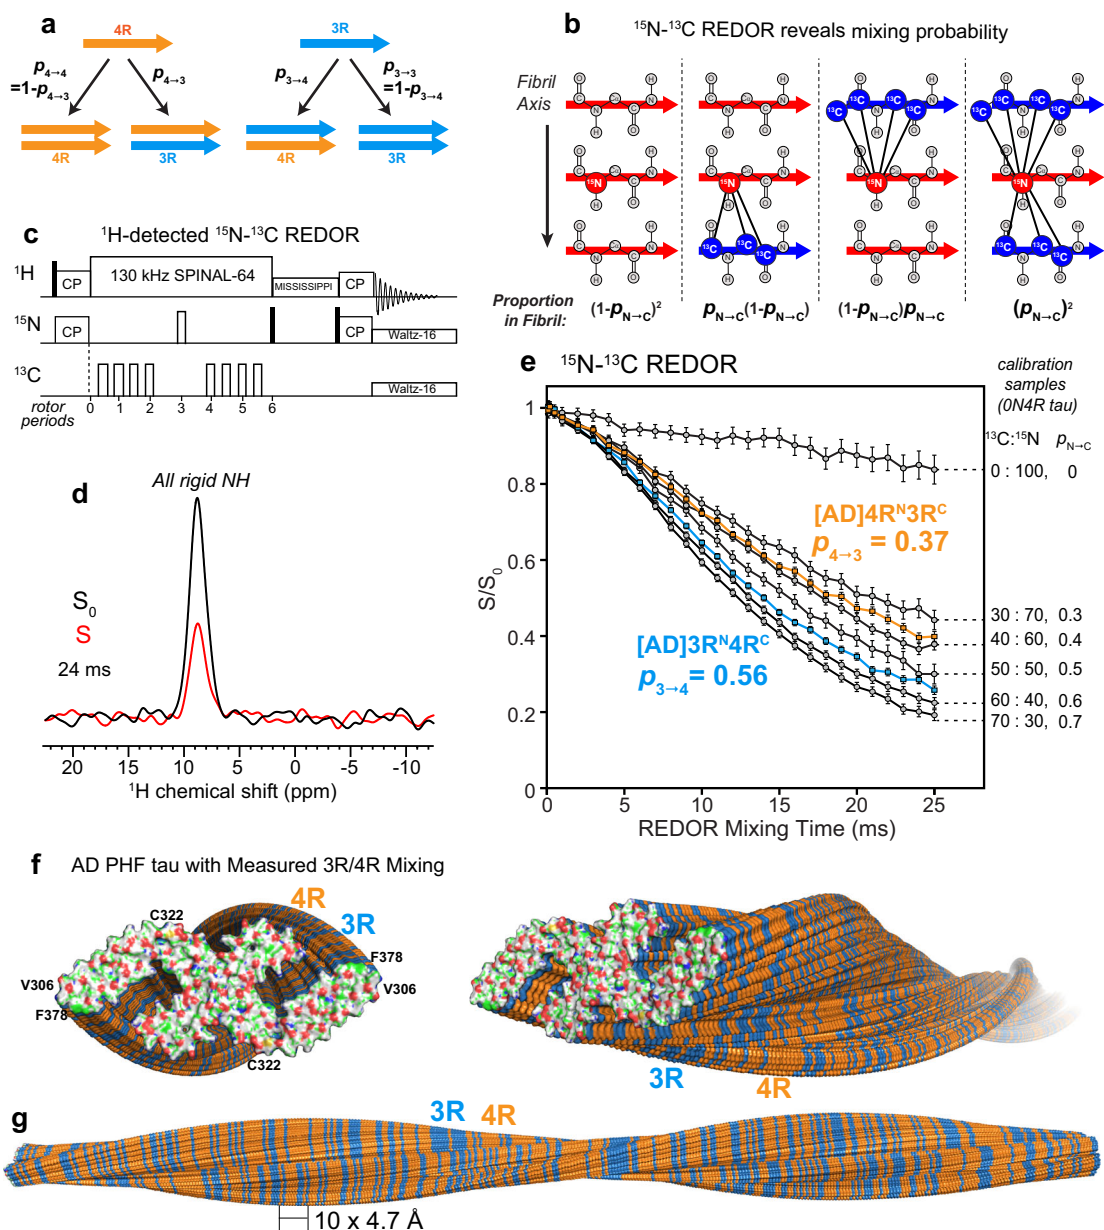 a
4R
p4→4
=1-p4→3
p4→3
4R
3R
3R
p3→4
p3→3
=1-p3→4
4R
3R
b
¹⁵N-¹³C REDOR reveals mixing probability
Fibril
Axis
O H
C Cα N
N C
H O
¹³C
¹⁵N
Proportion
in Fibril:
(1-pN→C)²
pN→C(1-pN→C)
(1-pN→C)pN→C
(pN→C)²
c
¹H-detected ¹⁵N-¹³C REDOR
¹H
CP
130 kHz SPINAL-64
MISSISSIPPI
CP
¹⁵N
CP
CP
Waltz-16
¹³C
Waltz-16
rotor
periods
0 1 2 3 4 5 6
d
All rigid NH
S₀
S
24 ms
20 15 10 5 0 -5 -10
¹H chemical shift (ppm)
e
¹⁵N-¹³C REDOR
calibration
samples
(0N4R tau)
¹³C:¹⁵N pN→C
0 : 100, 0
30 : 70, 0.3
40 : 60, 0.4
50 : 50, 0.5
60 : 40, 0.6
70 : 30, 0.7
[AD]4Rᴺ3Rᶜ
p4→3 = 0.37
[AD]3Rᴺ4Rᶜ
p3→4 = 0.56
S/S₀
1
0.8
0.6
0.4
0.2
0
0 5 10 15 20 25
REDOR Mixing Time (ms)
f
AD PHF tau with Measured 3R/4R Mixing
4R
3R
C322
F378
V306
V306
F378
C322
3R
4R
g
3R
4R
10 x 4.7 Å